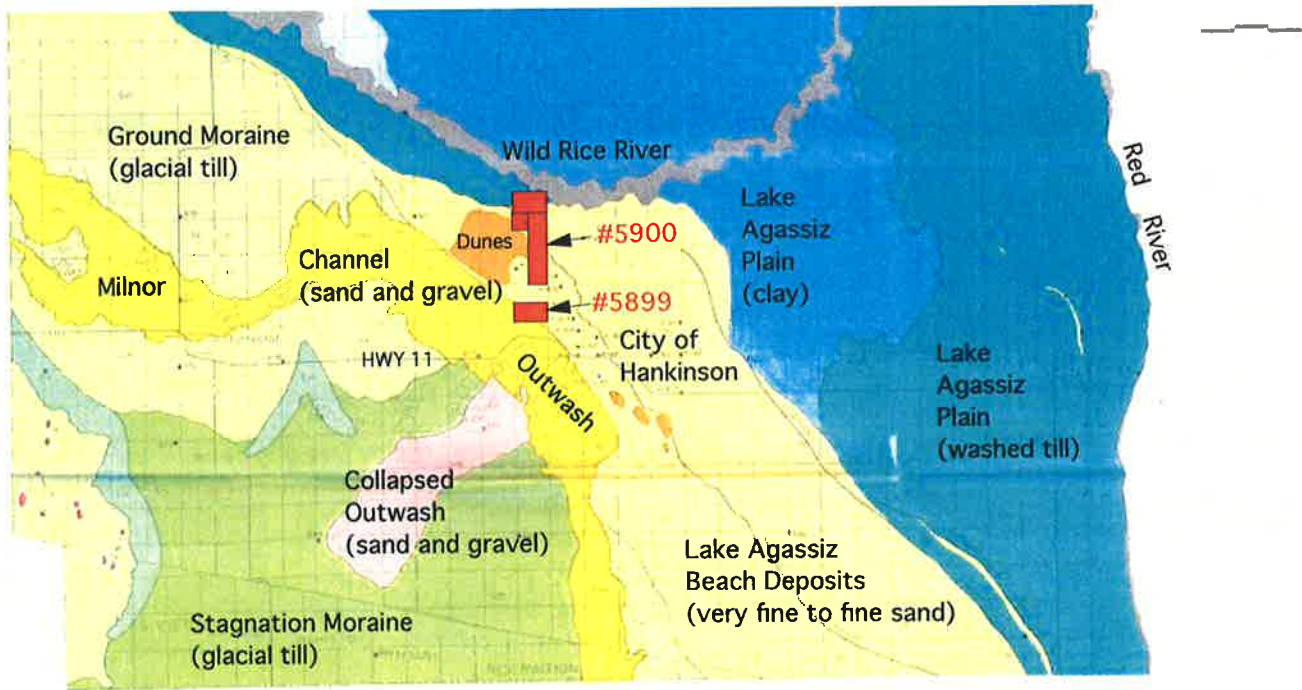 Ground Moraine
(glacial till)
Wild Rice River
Red
River
Lake
Agassiz
Plain
(clay)
Dunes
#5900
Channel
(sand and gravel)
Milnor
#5899
City of
Hankinson
HWY 11
Outwash
Lake
Agassiz
Plain
(washed till)
Collapsed
Outwash
(sand and gravel)
Lake Agassiz
Beach Deposits
(very fine to fine sand)
Stagnation Moraine
(glacial till)